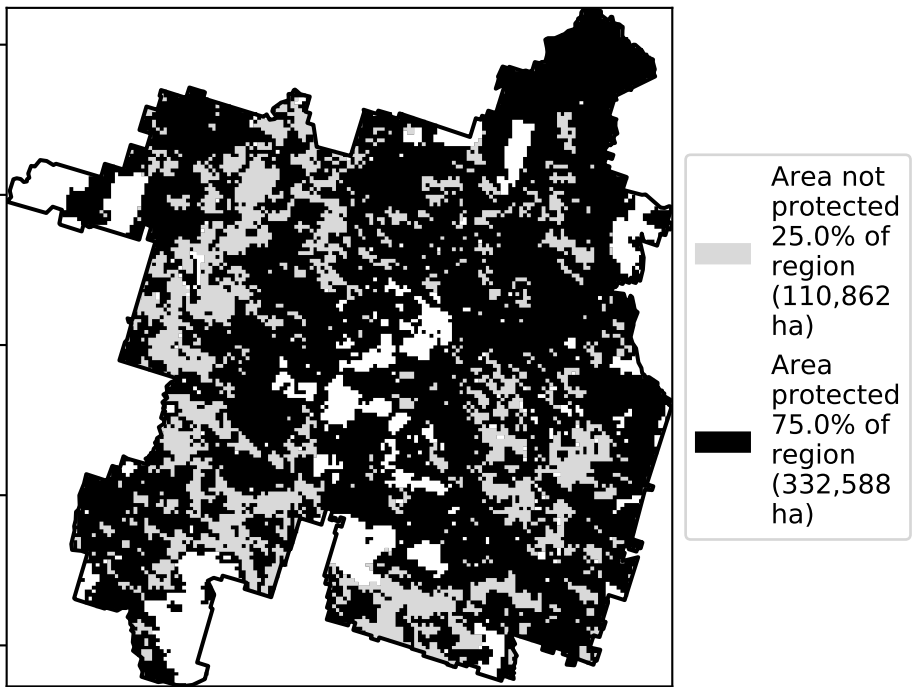 Area not
protected
25.0% of
region
(110,862
ha)
Area
protected
75.0% of
region
(332,588
ha)